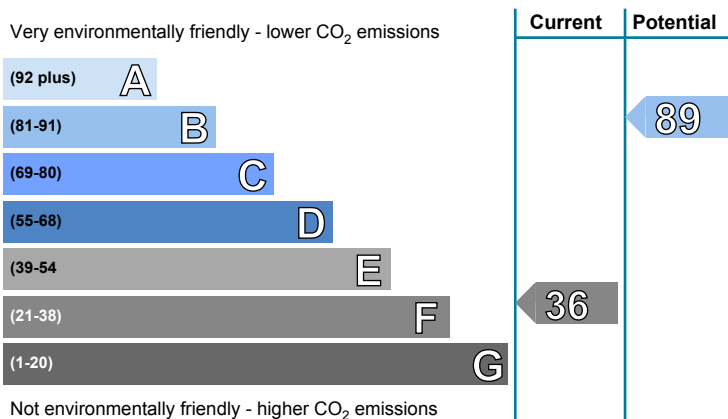 Current Potential
Very environmentally friendly - lower CO2 emissions
(92 plus) A
(81-91) B
89
(69-80) C
(55-68) D
(39-54 E
(21-38) F
36
(1-20) G
Not environmentally friendly - higher CO2 emissions